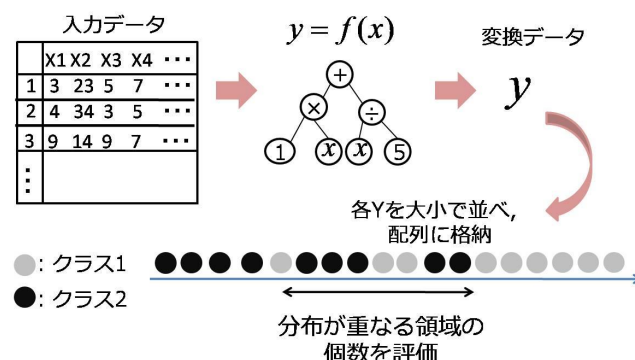 入力データ
X1 X2 X3 X4 ⋯
1 3 23 5 7 ⋯
2 4 34 3 5 ⋯
3 9 14 9 7 ⋯
⋮
y = f(x)
+
× ÷
1 x x 5
変換データ
y
各Yを大小で並べ,
配列に格納
: クラス1
: クラス2
分布が重なる領域の
個数を評価